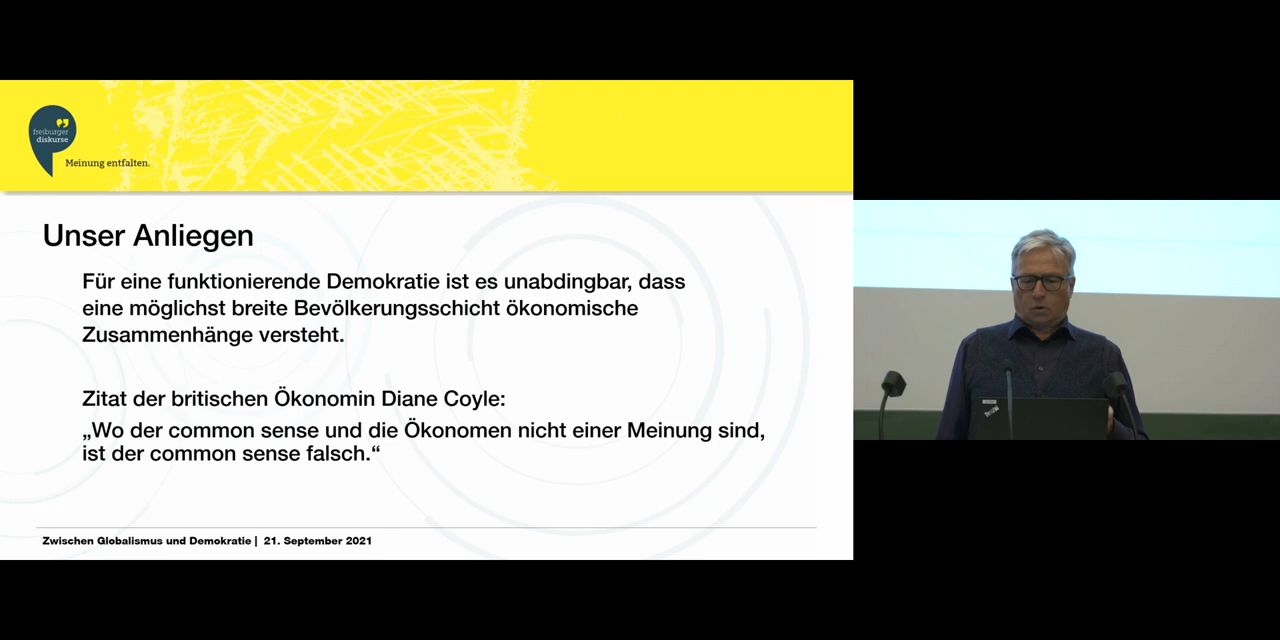 freiburger
diskurse
Meinung entfalten.
Unser Anliegen
Für eine funktionierende Demokratie ist es unabdingbar, dass
eine möglichst breite Bevölkerungsschicht ökonomische
Zusammenhänge versteht.
Zitat der britischen Ökonomin Diane Coyle:
„Wo der common sense und die Ökonomen nicht einer Meinung sind,
ist der common sense falsch.“
Zwischen Globalismus und Demokratie | 21. September 2021